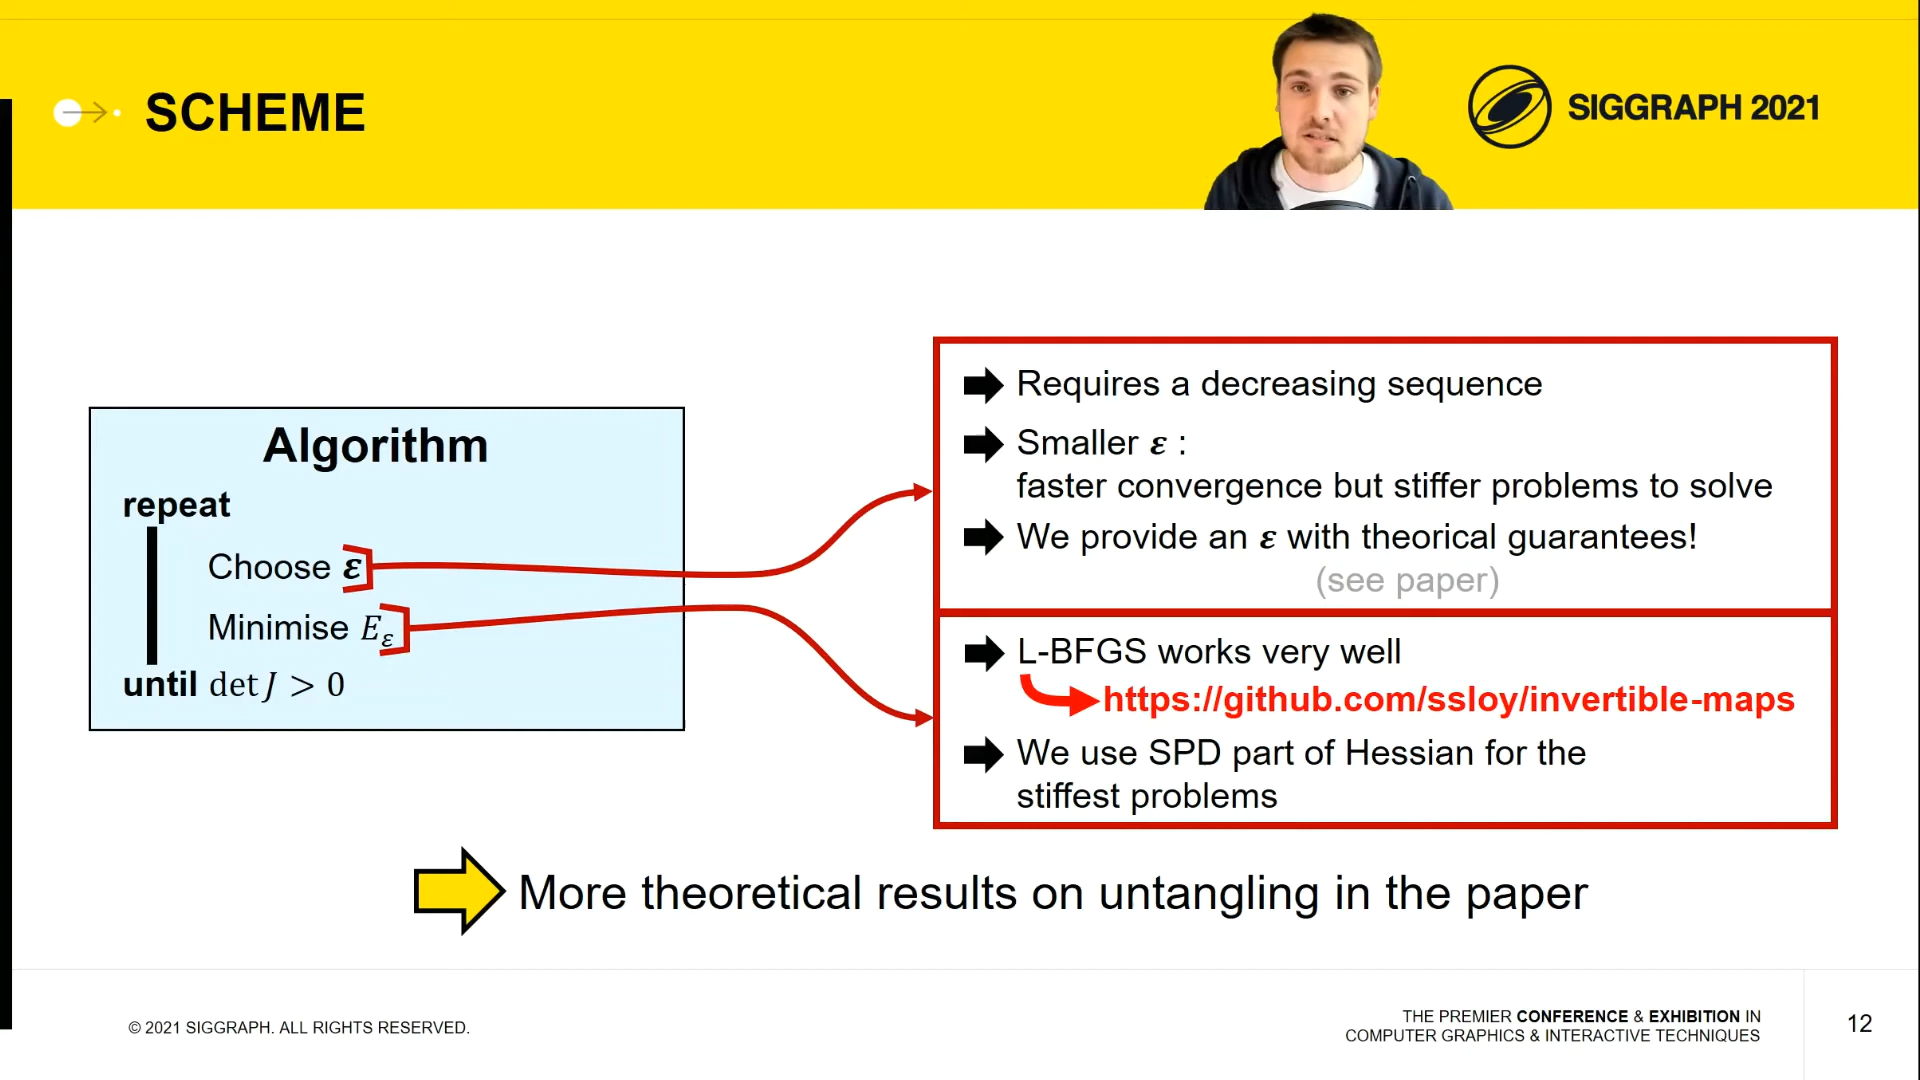 SCHEME
SIGGRAPH 2021
Algorithm
repeat
Choose ε
Minimise Eε
until det J > 0
Requires a decreasing sequence
Smaller ε :
faster convergence but stiffer problems to solve
We provide an ε with theorical guarantees!
(see paper)
L-BFGS works very well
https://github.com/ssloy/invertible-maps
We use SPD part of Hessian for the
stiffest problems
More theoretical results on untangling in the paper
© 2021 SIGGRAPH. ALL RIGHTS RESERVED.
THE PREMIER CONFERENCE & EXHIBITION IN
COMPUTER GRAPHICS & INTERACTIVE TECHNIQUES
12